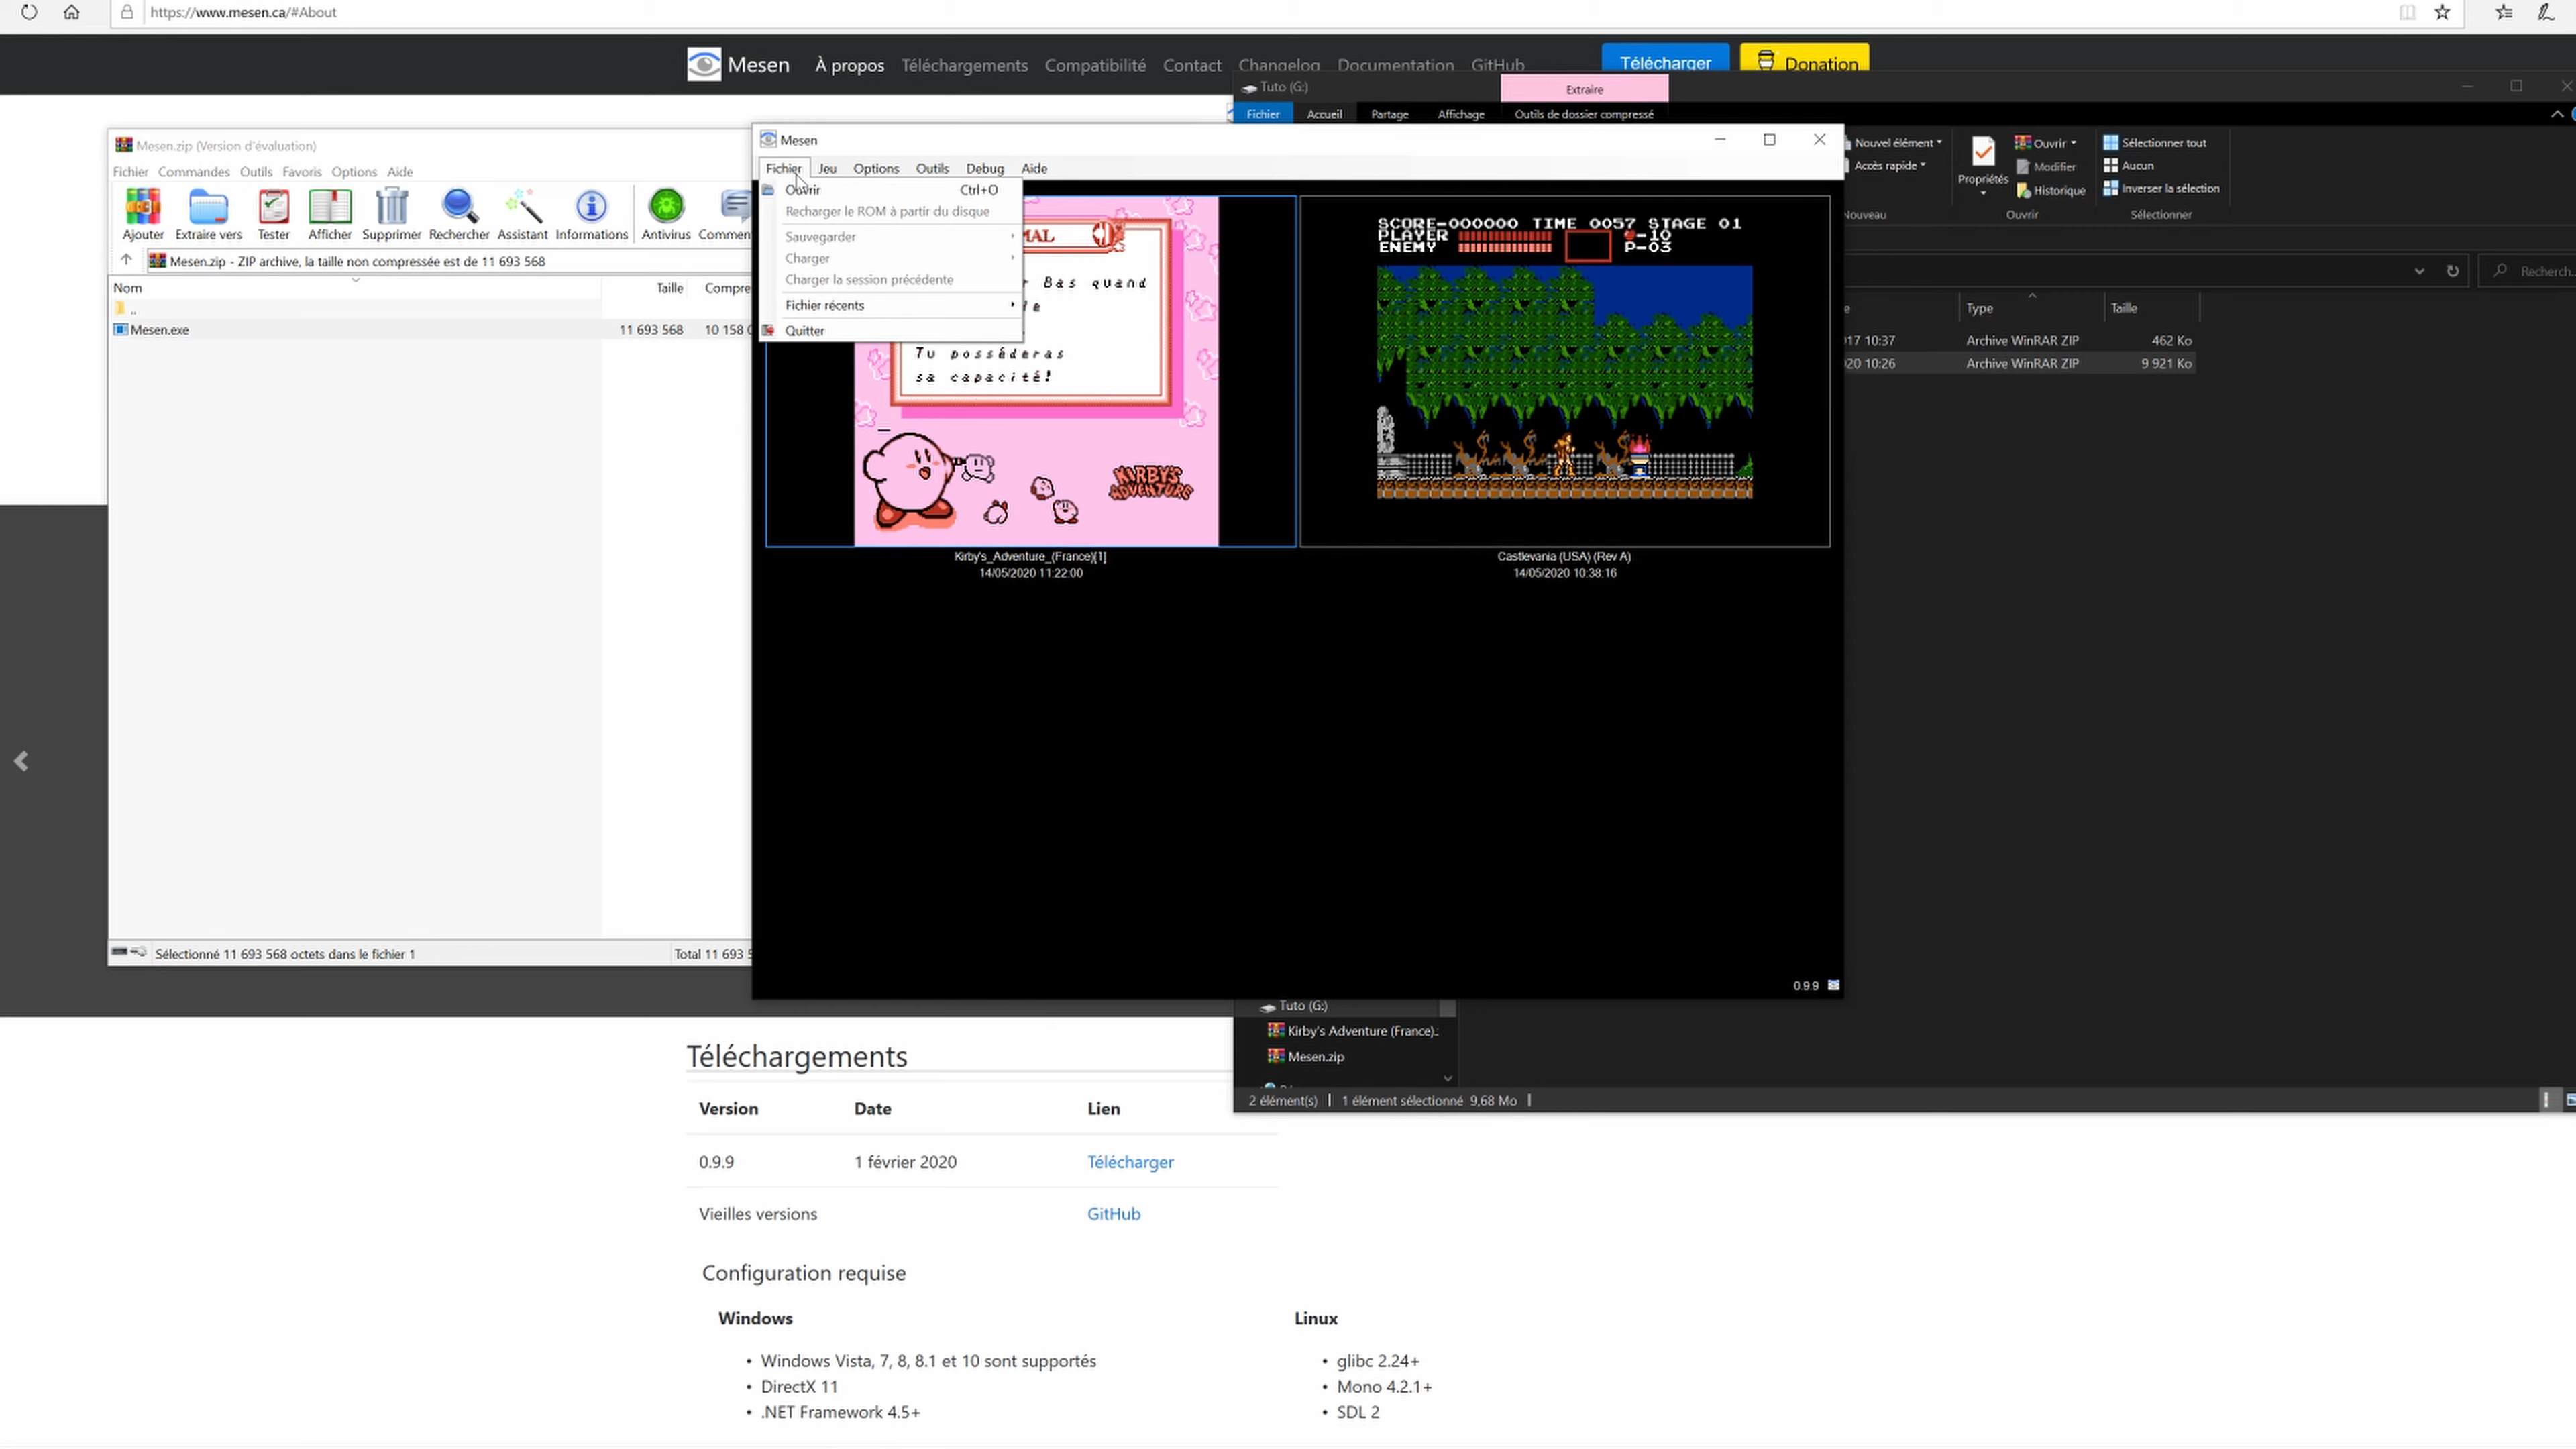 https://www.mesen.ca/#About
Mesen À propos Téléchargements Compatibilité Contact Changelog Documentation GitHub Télécharger Donation
Tuto (G:) Extraire
Fichier Accueil Partage Affichage Outils de dossier compressé
Nouvel élément
Accès rapide
Propriétés
Ouvrir
Modifier
Historique
Ouvrir
Sélectionner tout
Aucun
Inverser la sélection
Sélectionner
Type Taille
10:37 Archive WinRAR ZIP 462 Ko
10:26 Archive WinRAR ZIP 9 921 Ko
Mesen.zip (Version d'évaluation)
Fichier Commandes Outils Favoris Options Aide
Ajouter Extraire vers Tester Afficher Supprimer Rechercher Assistant Informations Antivirus
Mesen.zip - ZIP archive, la taille non compressée est de 11 693 568
Nom Taille
..
Mesen.exe 11 693 568
Sélectionné 11 693 568 octets dans le fichier 1
Total 11 693
Mesen
Fichier Jeu Options Outils Debug Aide
Ouvrir Ctrl+O
Recharger le ROM à partir du disque
Sauvegarder
Charger
Charger la session précédente
Fichier récents
Quitter
Bas quand
Tu posséderas
sa capacité!
KIRBY'S
ADVENTURE
Kirby's_Adventure_(France)[1]
14/05/2020 11:22:00
SCORE-000000 TIME 0057 STAGE 01
PLAYER -10
ENEMY P-03
Castlevania (USA) (Rev A)
14/05/2020 10:38:16
0.9.9
Tuto (G:)
Kirby's Adventure (France).
Mesen.zip
2 élément(s) 1 élément sélectionné 9,68 Mo
Téléchargements
Version Date Lien
0.9.9 1 février 2020 Télécharger
Vieilles versions GitHub
Configuration requise
Windows
• Windows Vista, 7, 8, 8.1 et 10 sont supportés
• DirectX 11
• .NET Framework 4.5+
Linux
• glibc 2.24+
• Mono 4.2.1+
• SDL 2